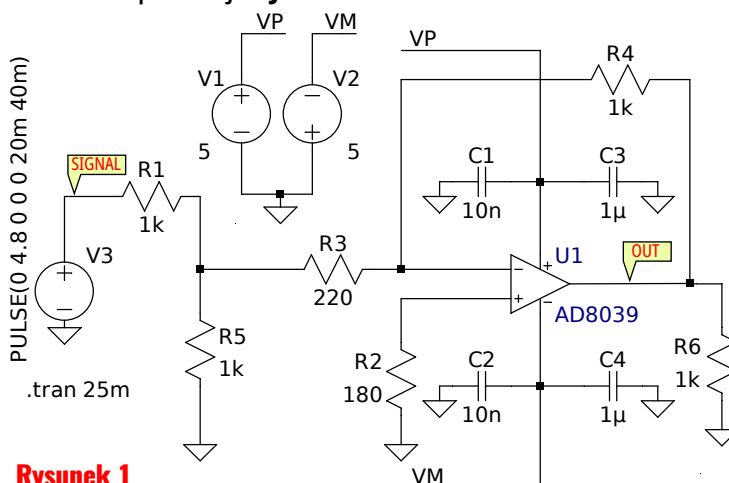 VP
VM
VP
R4
V1
V2
1k
5
5
PULSE(0 4.8 0 0 0 20m 40m)
SIGNAL
R1
1k
C1
C3
10n
1µ
V3
R3
220
U1
OUT
AD8039
R5
1k
R2
180
C2
10n
C4
1µ
R6
1k
.tran 25m
Rysunek 1
VM